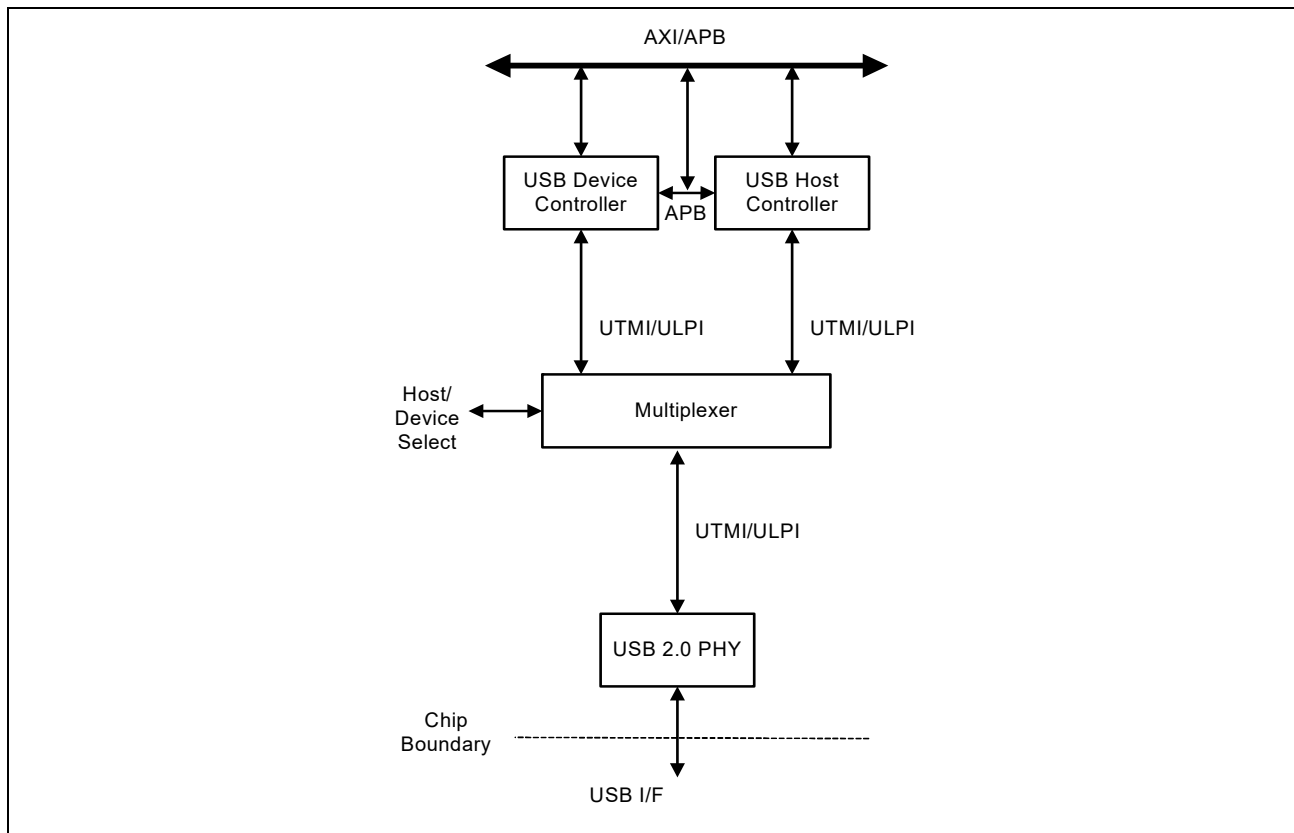 AXI/APB
USB Device
Controller
USB Host
Controller
APB
UTMI/ULPI
UTMI/ULPI
Host/
Device
Select
Multiplexer
UTMI/ULPI
USB 2.0 PHY
Chip
Boundary
USB I/F